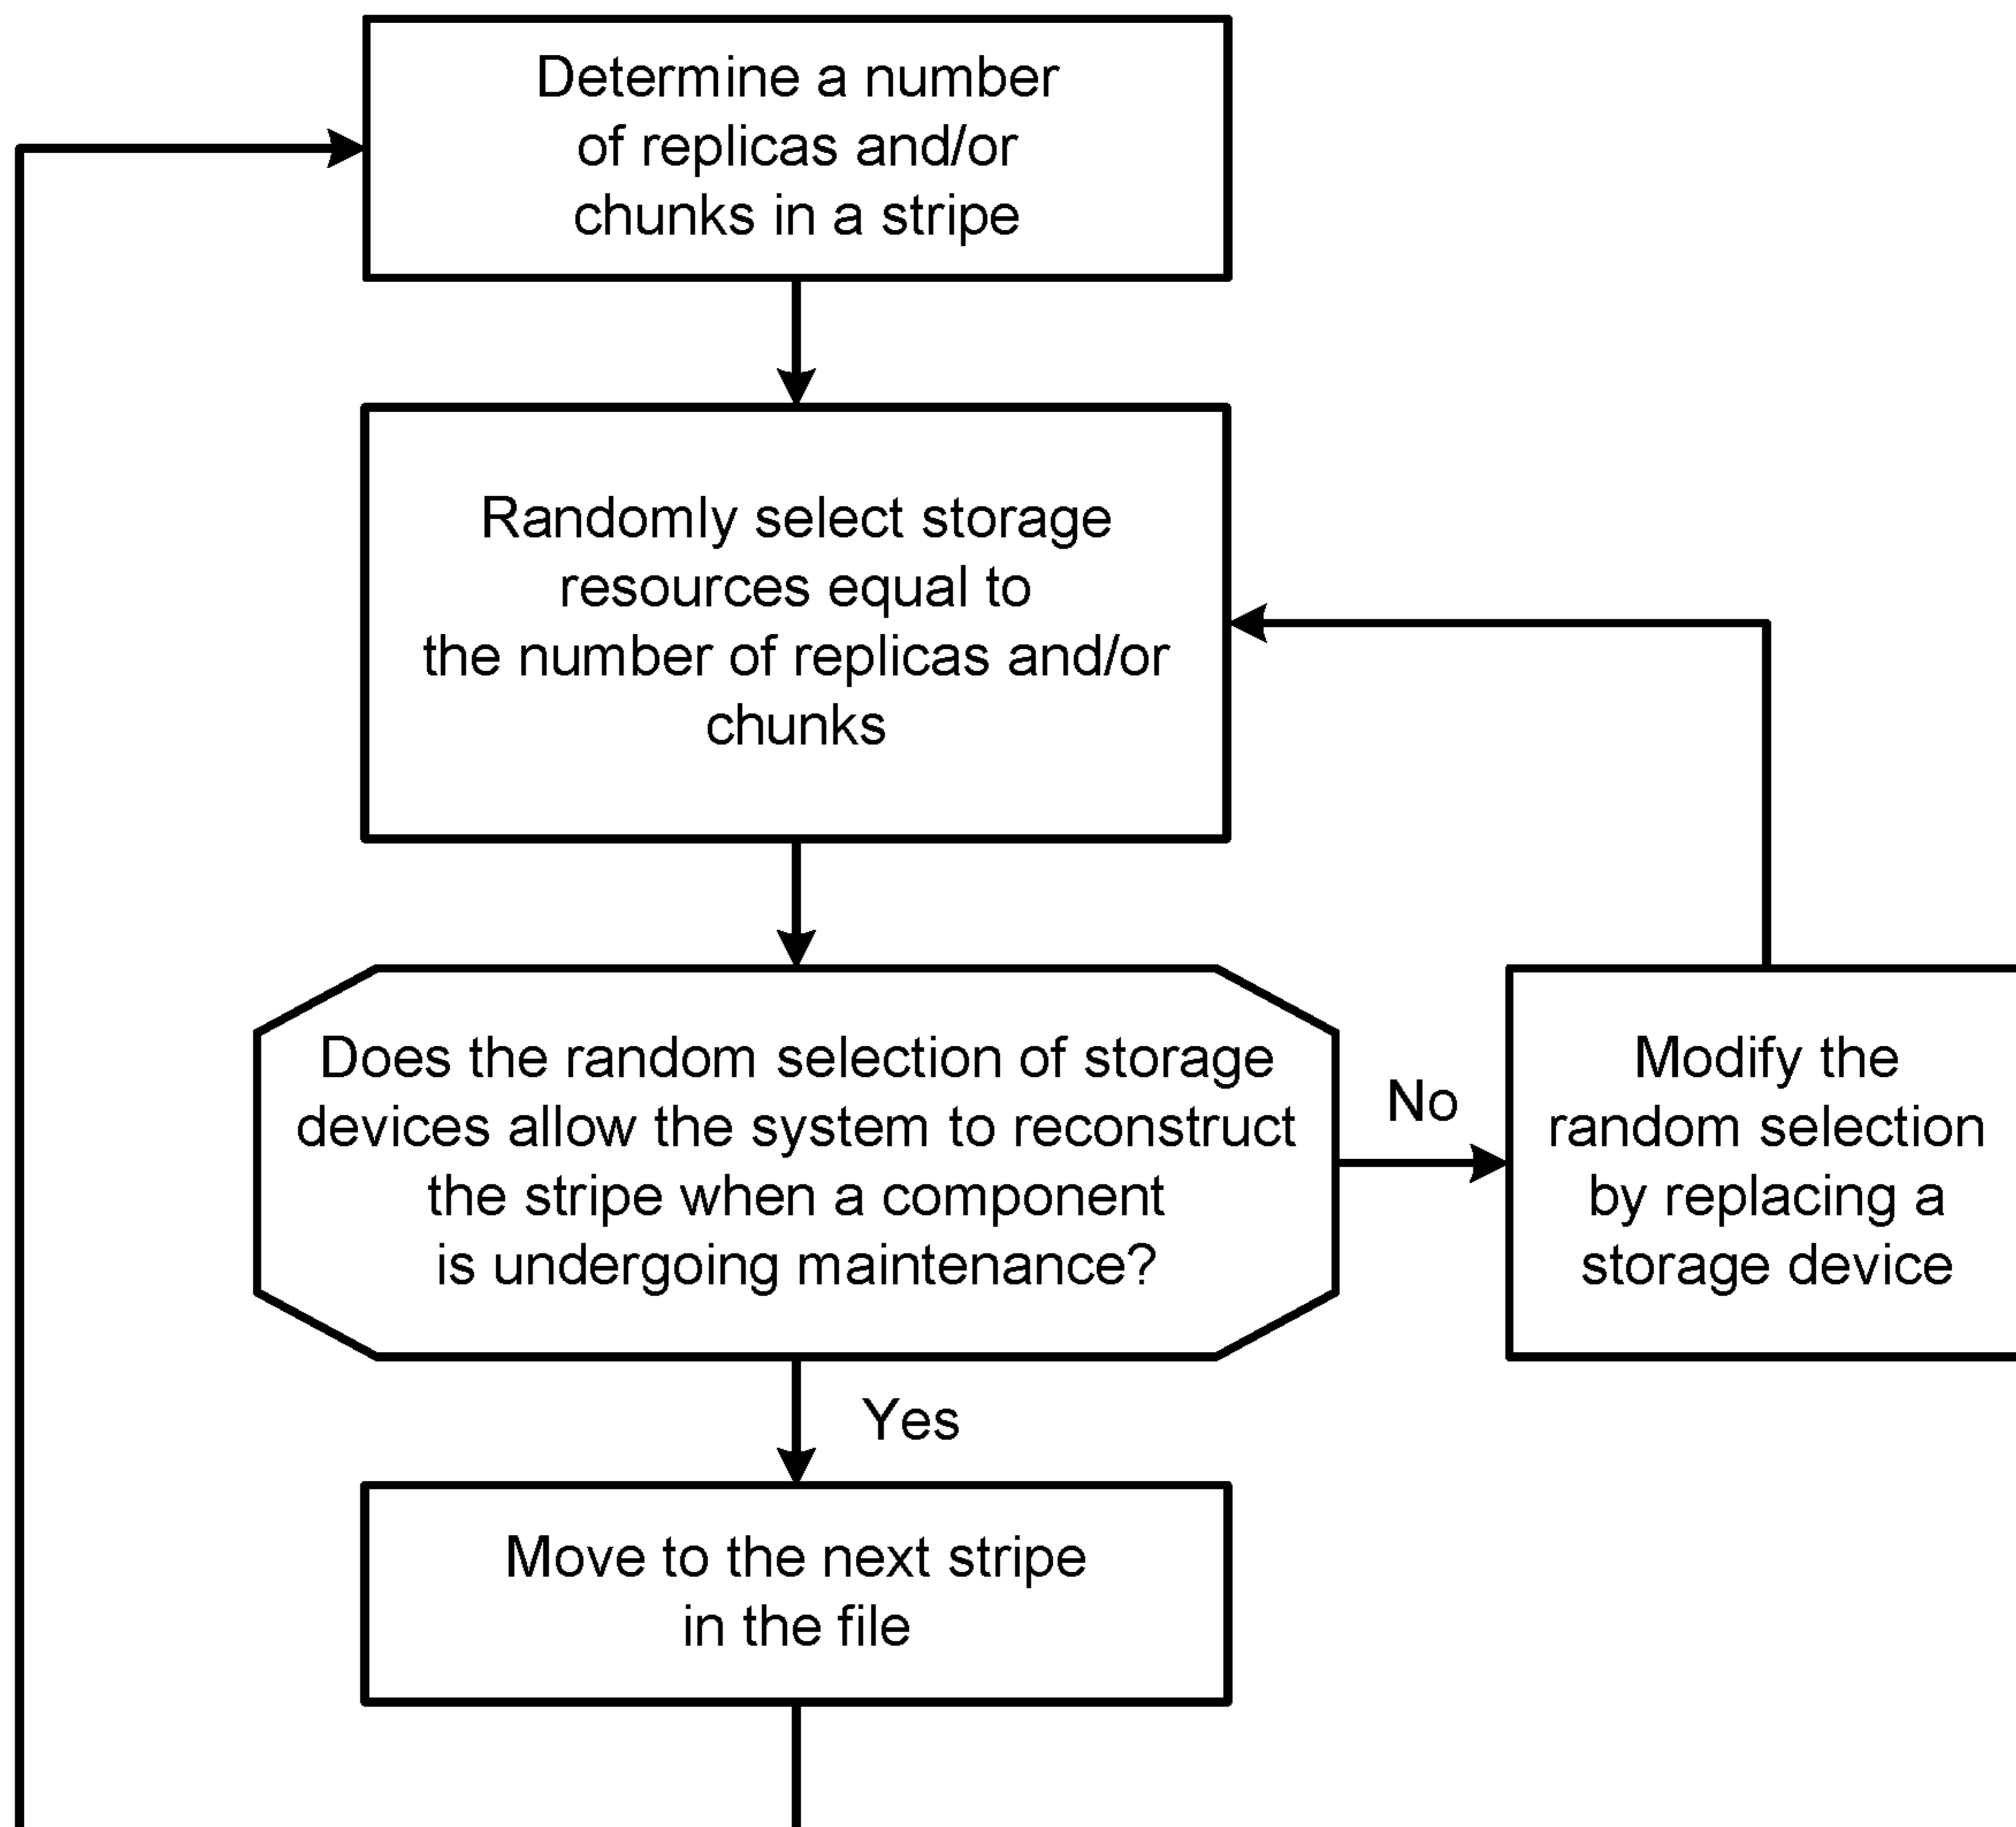 Determine a number
of replicas and/or
chunks in a stripe
Randomly select storage
resources equal to
the number of replicas and/or
chunks
Does the random selection of storage
devices allow the system to reconstruct
the stripe when a component
is undergoing maintenance?
No
Modify the
random selection
by replacing a
storage device
Yes
Move to the next stripe
in the file